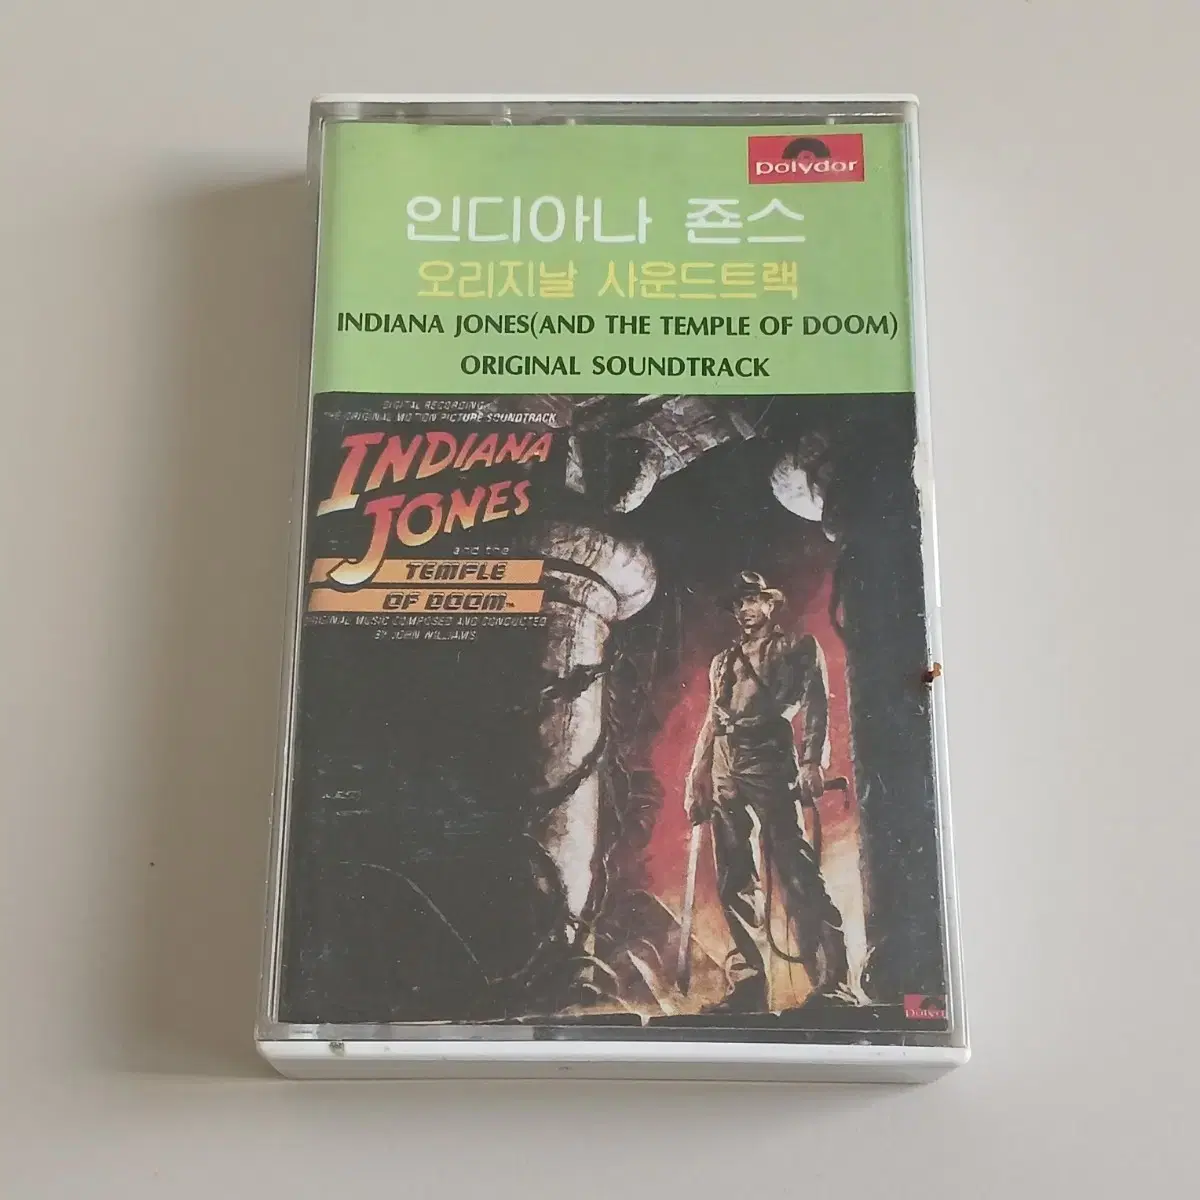 polydor
인디아나 죤스
오리지날 사운드트랙
INDIANA JONES(AND THE TEMPLE OF DOOM)
ORIGINAL SOUNDTRACK
DIGITAL RECORDING
THE ORIGINAL MOTION PICTURE SOUNDTRACK
INDIANA
JONES
and the
TEMPLE
OF DOOM™
ORIGINAL MUSIC COMPOSED AND CONDUCTED
BY JOHN WILLIAMS
Polydor